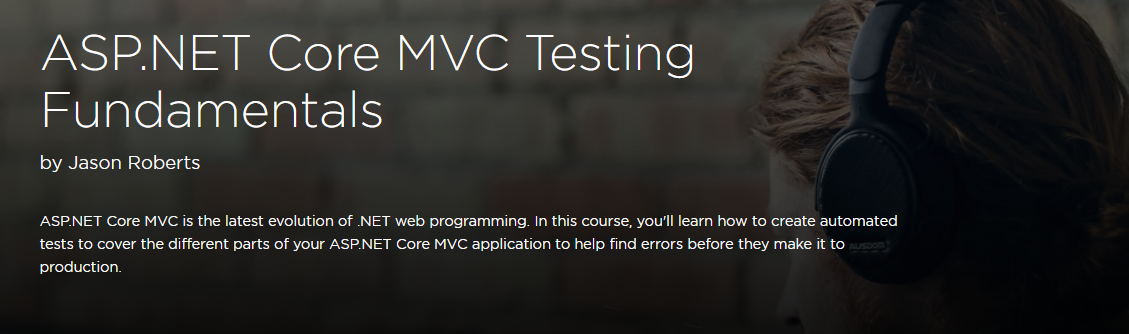 ASP.NET Core MVC Testing
Fundamentals
by Jason Roberts
ASP.NET Core MVC is the latest evolution of .NET web programming. In this course, you'll learn how to create automated
tests to cover the different parts of your ASP.NET Core MVC application to help find errors before they make it to
production.
AUSDOM